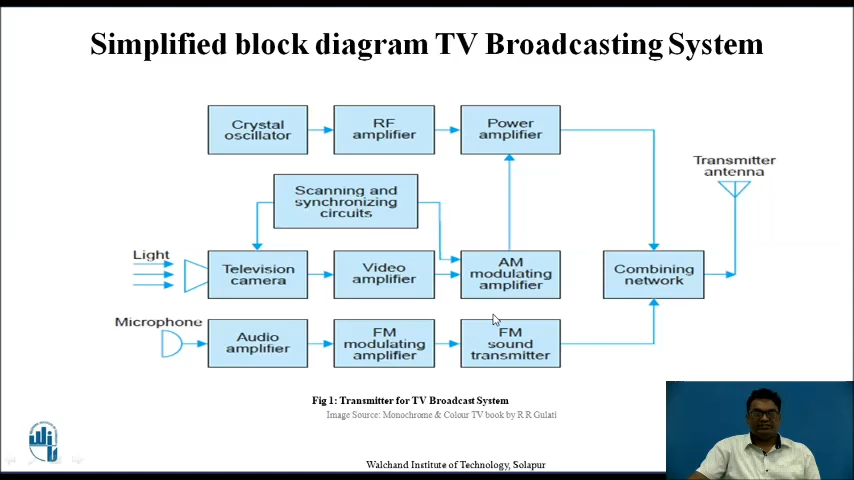 Simplified block diagram TV Broadcasting System
Crystal
oscillator
RF
amplifier
Power
amplifier
Transmitter
antenna
Scanning and
synchronizing
circuits
Light
Television
camera
Video
amplifier
AM
modulating
amplifier
Combining
network
Microphone
Audio
amplifier
FM
modulating
amplifier
FM
sound
transmitter
Fig 1: Transmitter for TV Broadcast System
Image Source: Monochrome & Colour TV book by R R Gulati
Walchand Institute of Technology, Solapur